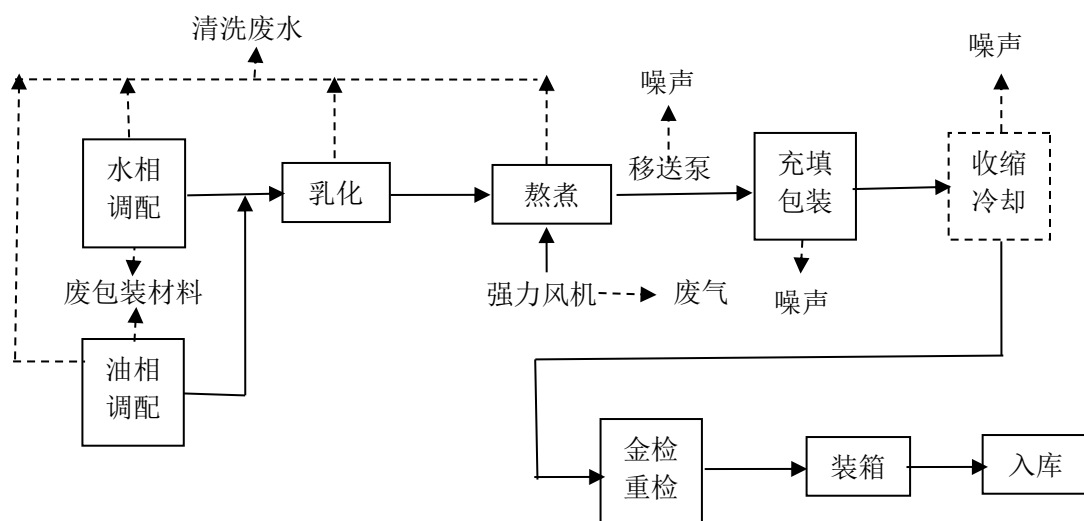 清洗废水
噪声
噪声
水相
调配
乳化
熬煮
移送泵
充填
包装
收缩
冷却
废包装材料
强力风机
废气
噪声
油相
调配
金检
重检
装箱
入库